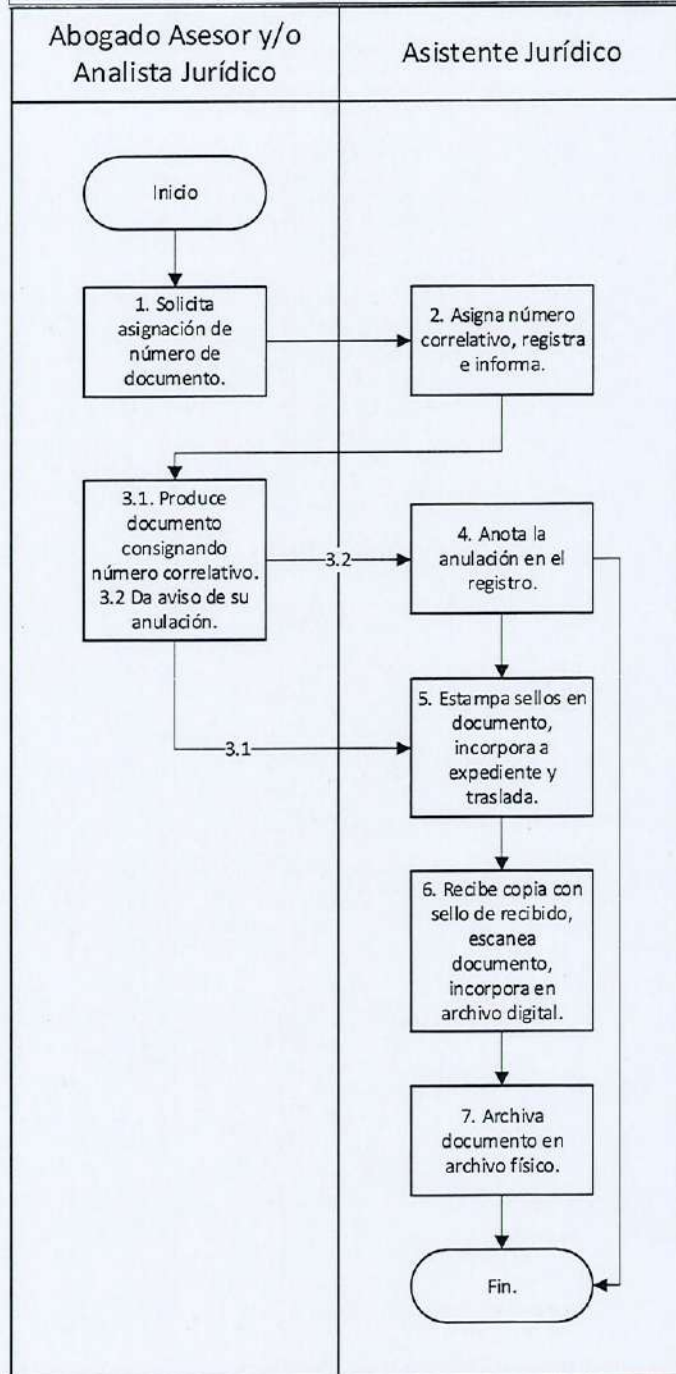 Abogado Asesor y/o
Analista Jurídico
Asistente Jurídico
Inicio
1. Solicita
asignación de
número de
documento.
2. Asigna número
correlativo, registra
e informa.
3.1. Produce
documento
consignando
número correlativo.
3.2 Da aviso de su
anulación.
3.2
4. Anota la
anulación en el
registro.
3.1
5. Estampa sellos en
documento,
incorpora a
expediente y
traslada.
6. Recibe copia con
sello de recibido,
escanea
documento,
incorpora en
archivo digital.
7. Archiva
documento en
archivo físico.
Fin.